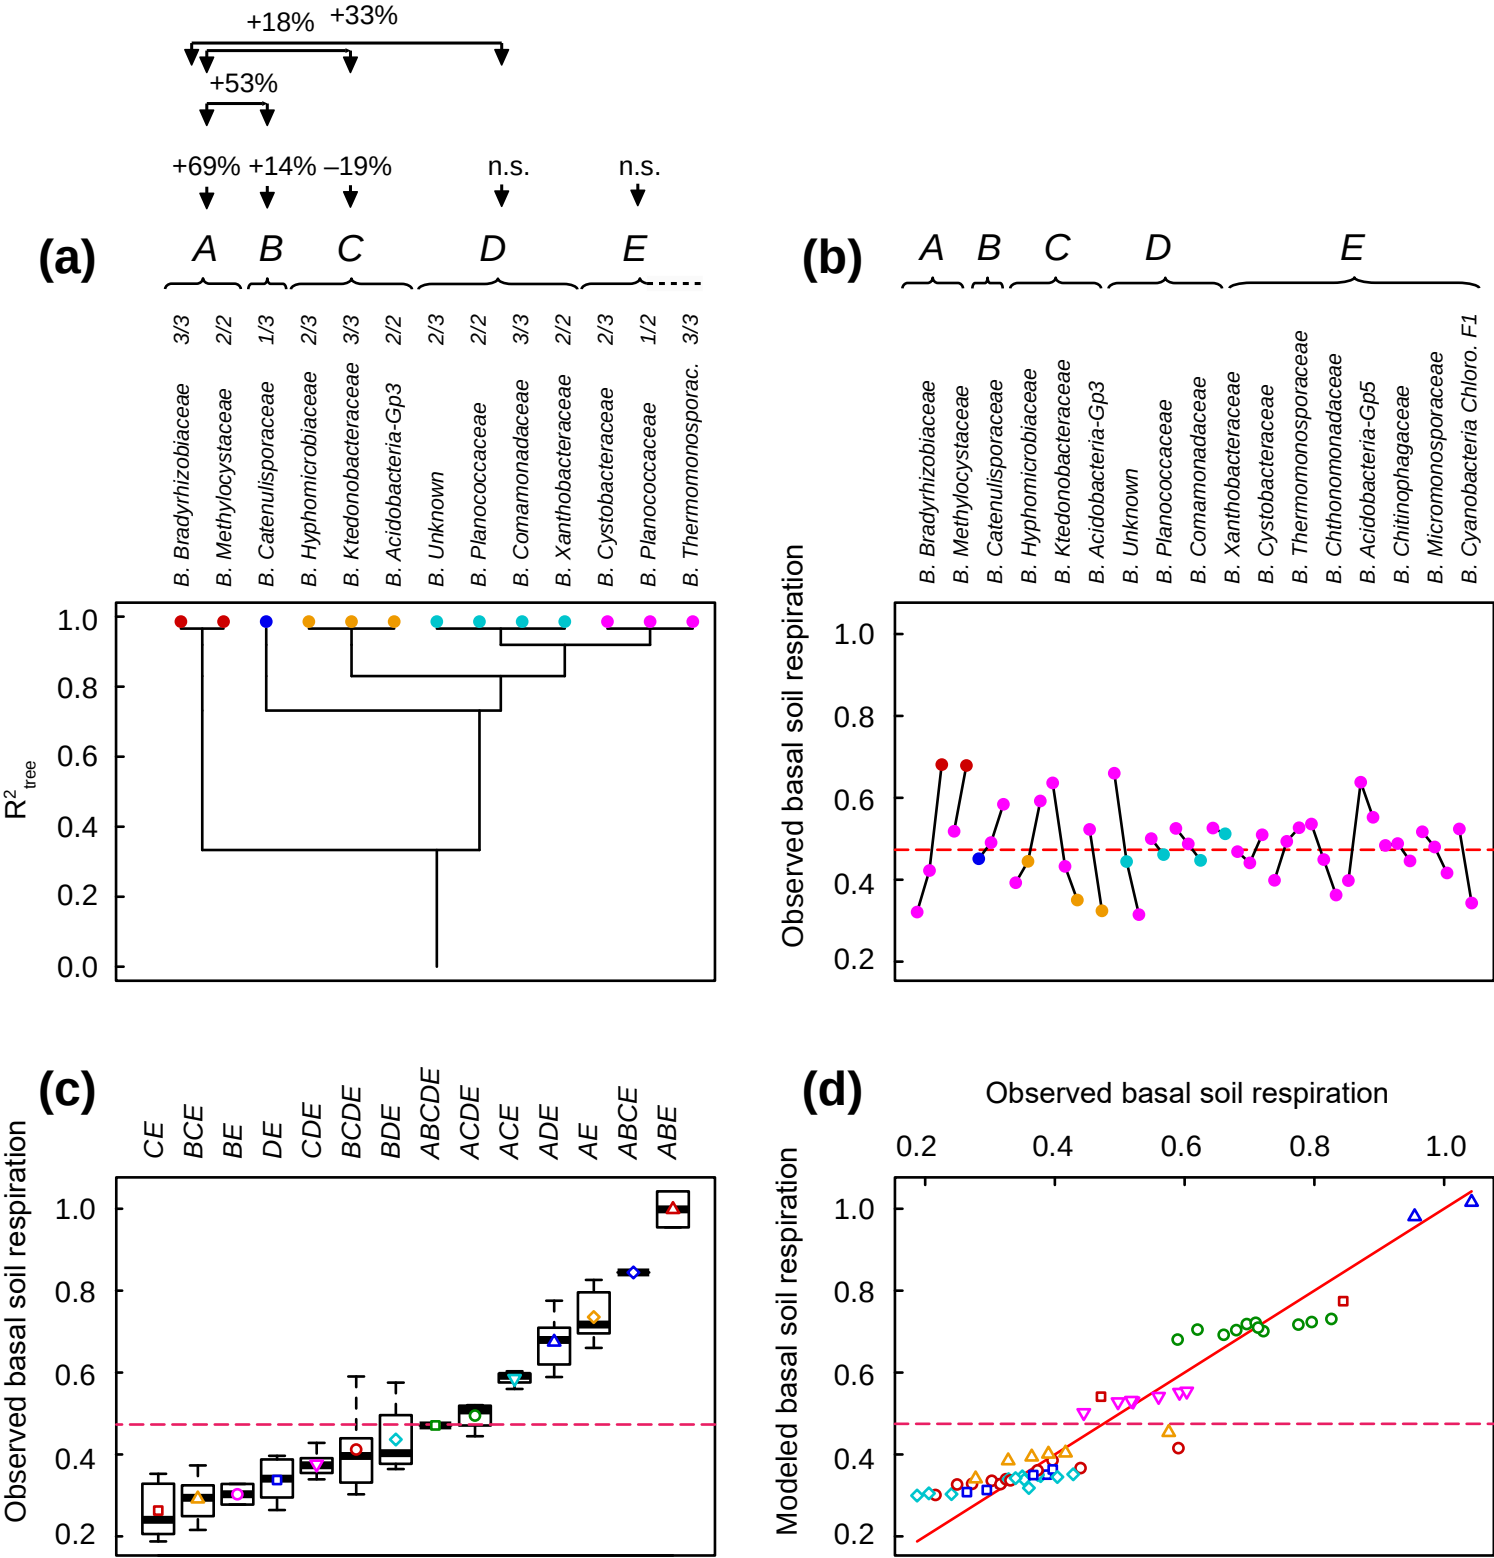 +18% +33%
+53%
+69% +14% –19% n.s. n.s.
(a) A B C D E
3/3 2/2 1/3 2/3 3/3 2/2 2/3 2/2 3/3 2/2 2/3 1/2 3/3
B. Bradyrhizobiaceae
B. Methylocystaceae
B. Catenulisporaceae
B. Hyphomicrobiaceae
B. Ktedonobacteraceae
B. Acidobacteria-Gp3
B. Unknown
B. Planococcaceae
B. Comamonadaceae
B. Xanthobacteraceae
B. Cystobacteraceae
B. Planococcaceae
B. Thermomonosporac.
R²tree
1.0
0.8
0.6
0.4
0.2
0.0
(b) A B C D E
B. Bradyrhizobiaceae
B. Methylocystaceae
B. Catenulisporaceae
B. Hyphomicrobiaceae
B. Ktedonobacteraceae
B. Acidobacteria-Gp3
B. Unknown
B. Planococcaceae
B. Comamonadaceae
B. Xanthobacteraceae
B. Cystobacteraceae
B. Thermomonosporaceae
B. Chthonomonadaceae
B. Acidobacteria-Gp5
B. Chitinophagaceae
B. Micromonosporaceae
B. Cyanobacteria Chloro. F1
Observed basal soil respiration
1.0
0.8
0.6
0.4
0.2
(c)
CE BCE BE DE CDE BCDE BDE ABCDE ACDE ACE ADE AE ABCE ABE
Observed basal soil respiration
1.0
0.8
0.6
0.4
0.2
(d) Observed basal soil respiration
0.2 0.4 0.6 0.8 1.0
Modeled basal soil respiration
1.0
0.8
0.6
0.4
0.2